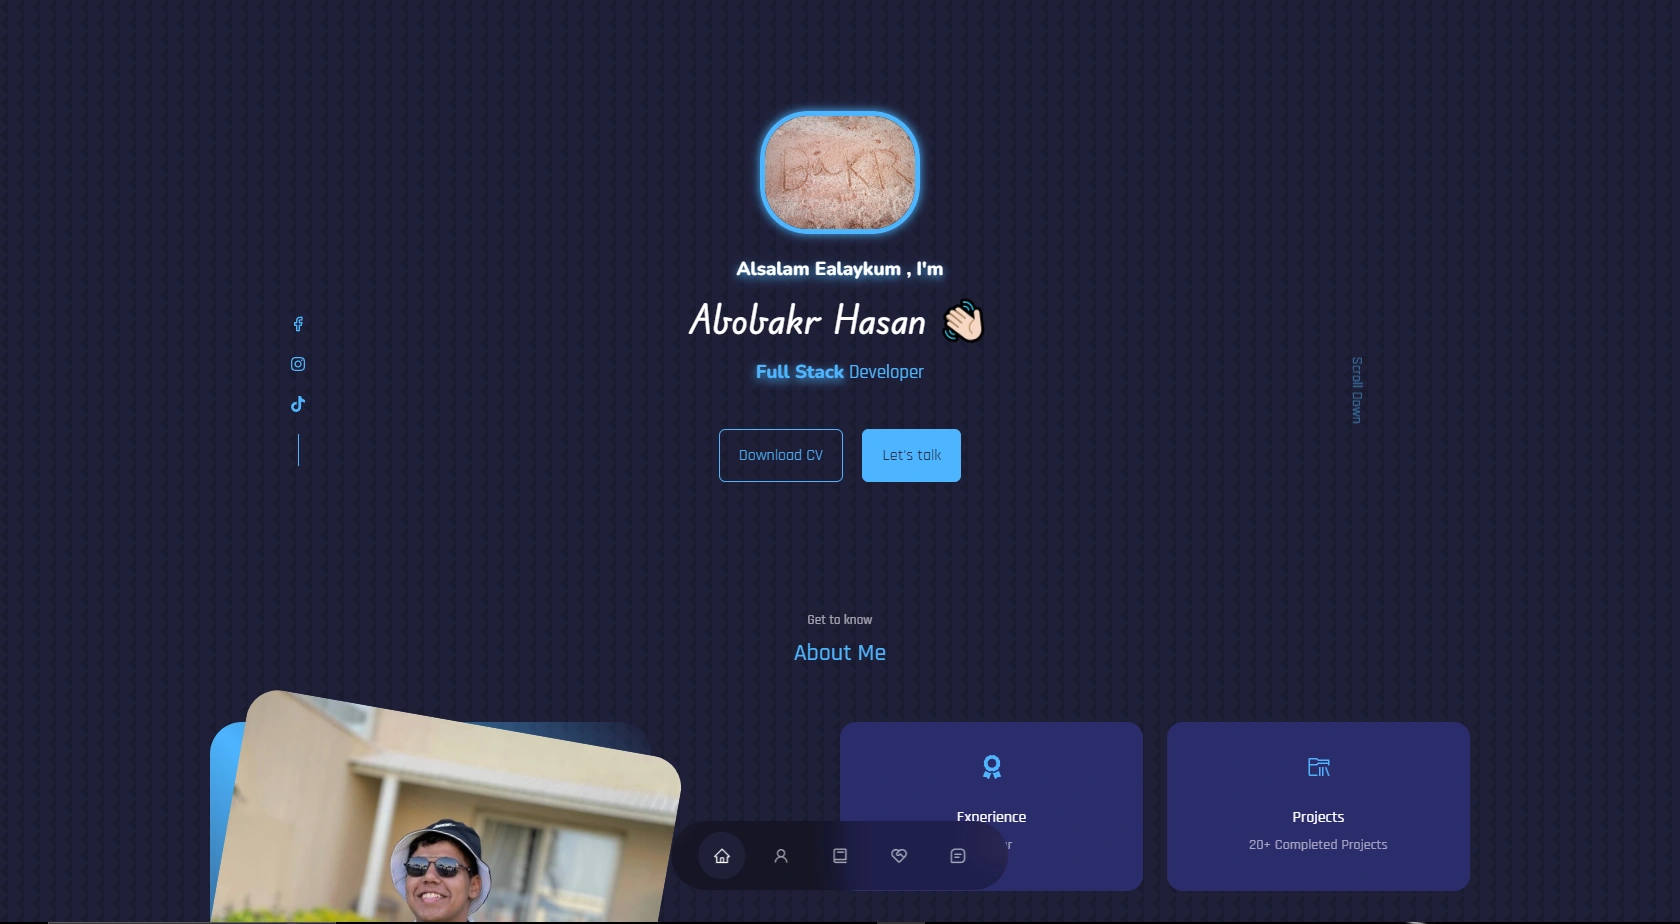 BaKR
Alsalam Ealaykum , I'm
Abobakr Hasan
Full Stack Developer
Download CV
Let's talk
Scroll Down
Get to know
About Me
Experience
Projects
20+ Completed Projects